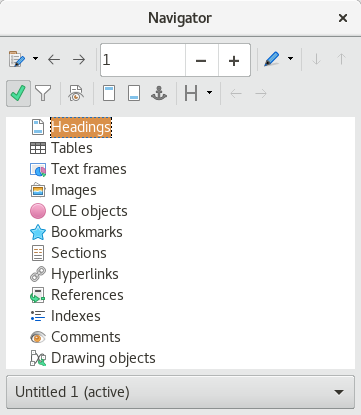 Navigator
1
Headings
Tables
Text frames
Images
OLE objects
Bookmarks
Sections
Hyperlinks
References
Indexes
Comments
Drawing objects
Untitled 1 (active)